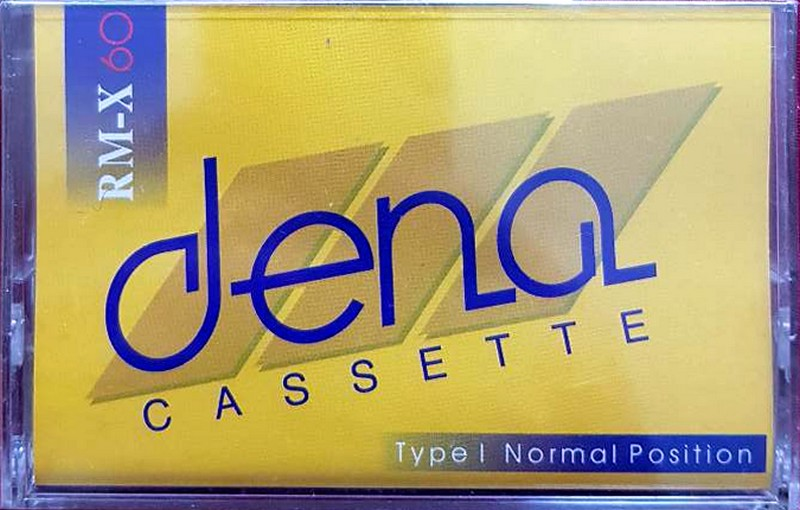 RM-X 60
dena
CASSETTE
Type I Normal Position